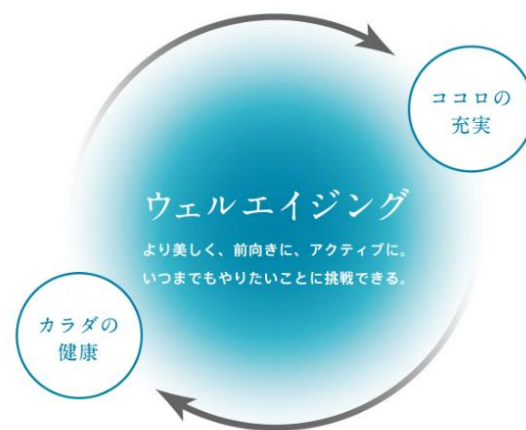 ココロの
充実
ウェルエイジング
より美しく、前向きに、アクティブに。
いつまでもやりたいことに挑戦できる。
カラダの
健康